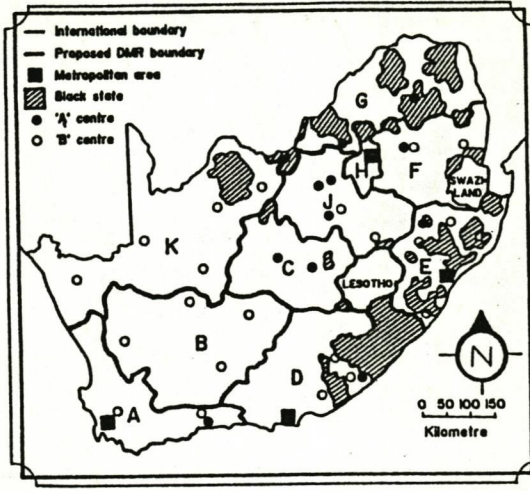 International boundary
Proposed DMR boundary
Metropolitan area
Black state
'A' centre
'B' centre
G
H
F
SWAZI
LAND
J
K
C
E
LESOTHO
B
D
A
N
0 50 100 150
Kilometre